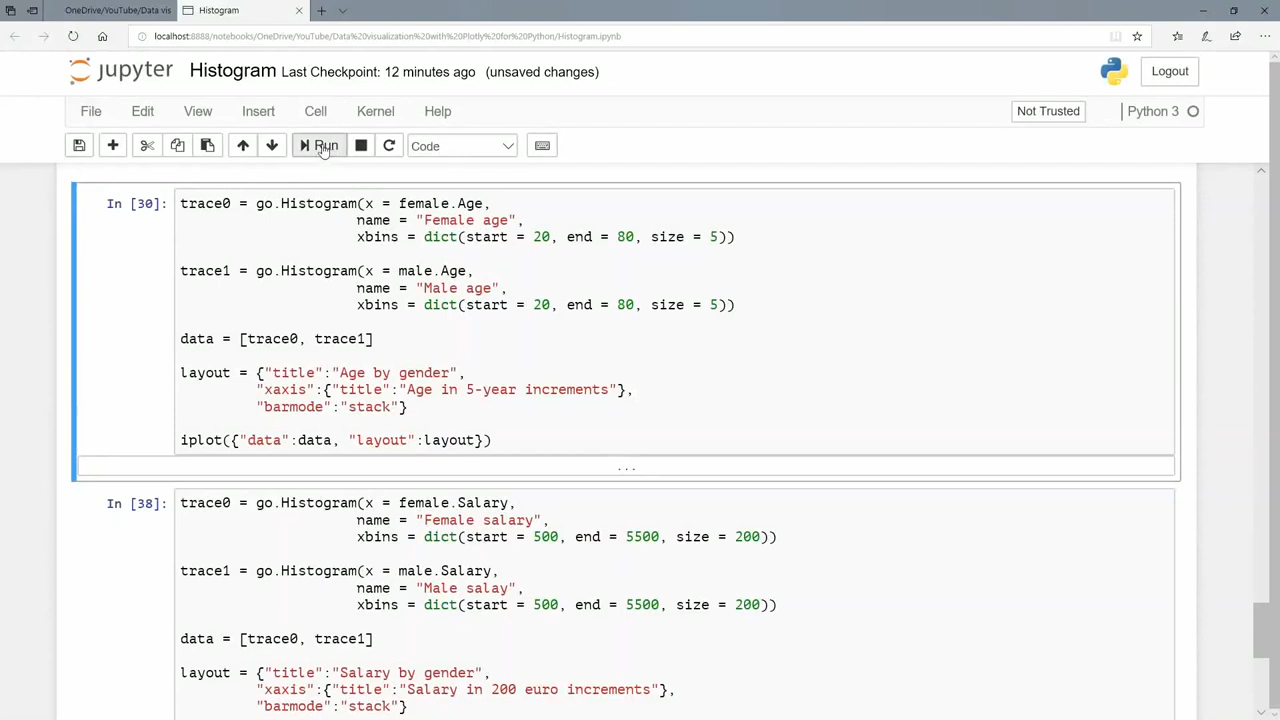 OneDrive/YouTube/Data vis
Histogram
localhost:8888/notebooks/OneDrive/YouTube/Data%20visualization%20with%20Plotly%20for%20Python/Histogram.ipynb
jupyter Histogram Last Checkpoint: 12 minutes ago (unsaved changes) Logout
File Edit View Insert Cell Kernel Help Not Trusted Python 3
Run Code
In [30]: trace0 = go.Histogram(x = female.Age,
name = "Female age",
xbins = dict(start = 20, end = 80, size = 5))
trace1 = go.Histogram(x = male.Age,
name = "Male age",
xbins = dict(start = 20, end = 80, size = 5))
data = [trace0, trace1]
layout = {"title":"Age by gender",
"xaxis":{"title":"Age in 5-year increments"},
"barmode":"stack"}
iplot({"data":data, "layout":layout})
...
In [38]: trace0 = go.Histogram(x = female.Salary,
name = "Female salary",
xbins = dict(start = 500, end = 5500, size = 200))
trace1 = go.Histogram(x = male.Salary,
name = "Male salay",
xbins = dict(start = 500, end = 5500, size = 200))
data = [trace0, trace1]
layout = {"title":"Salary by gender",
"xaxis":{"title":"Salary in 200 euro increments"},
"barmode":"stack"}